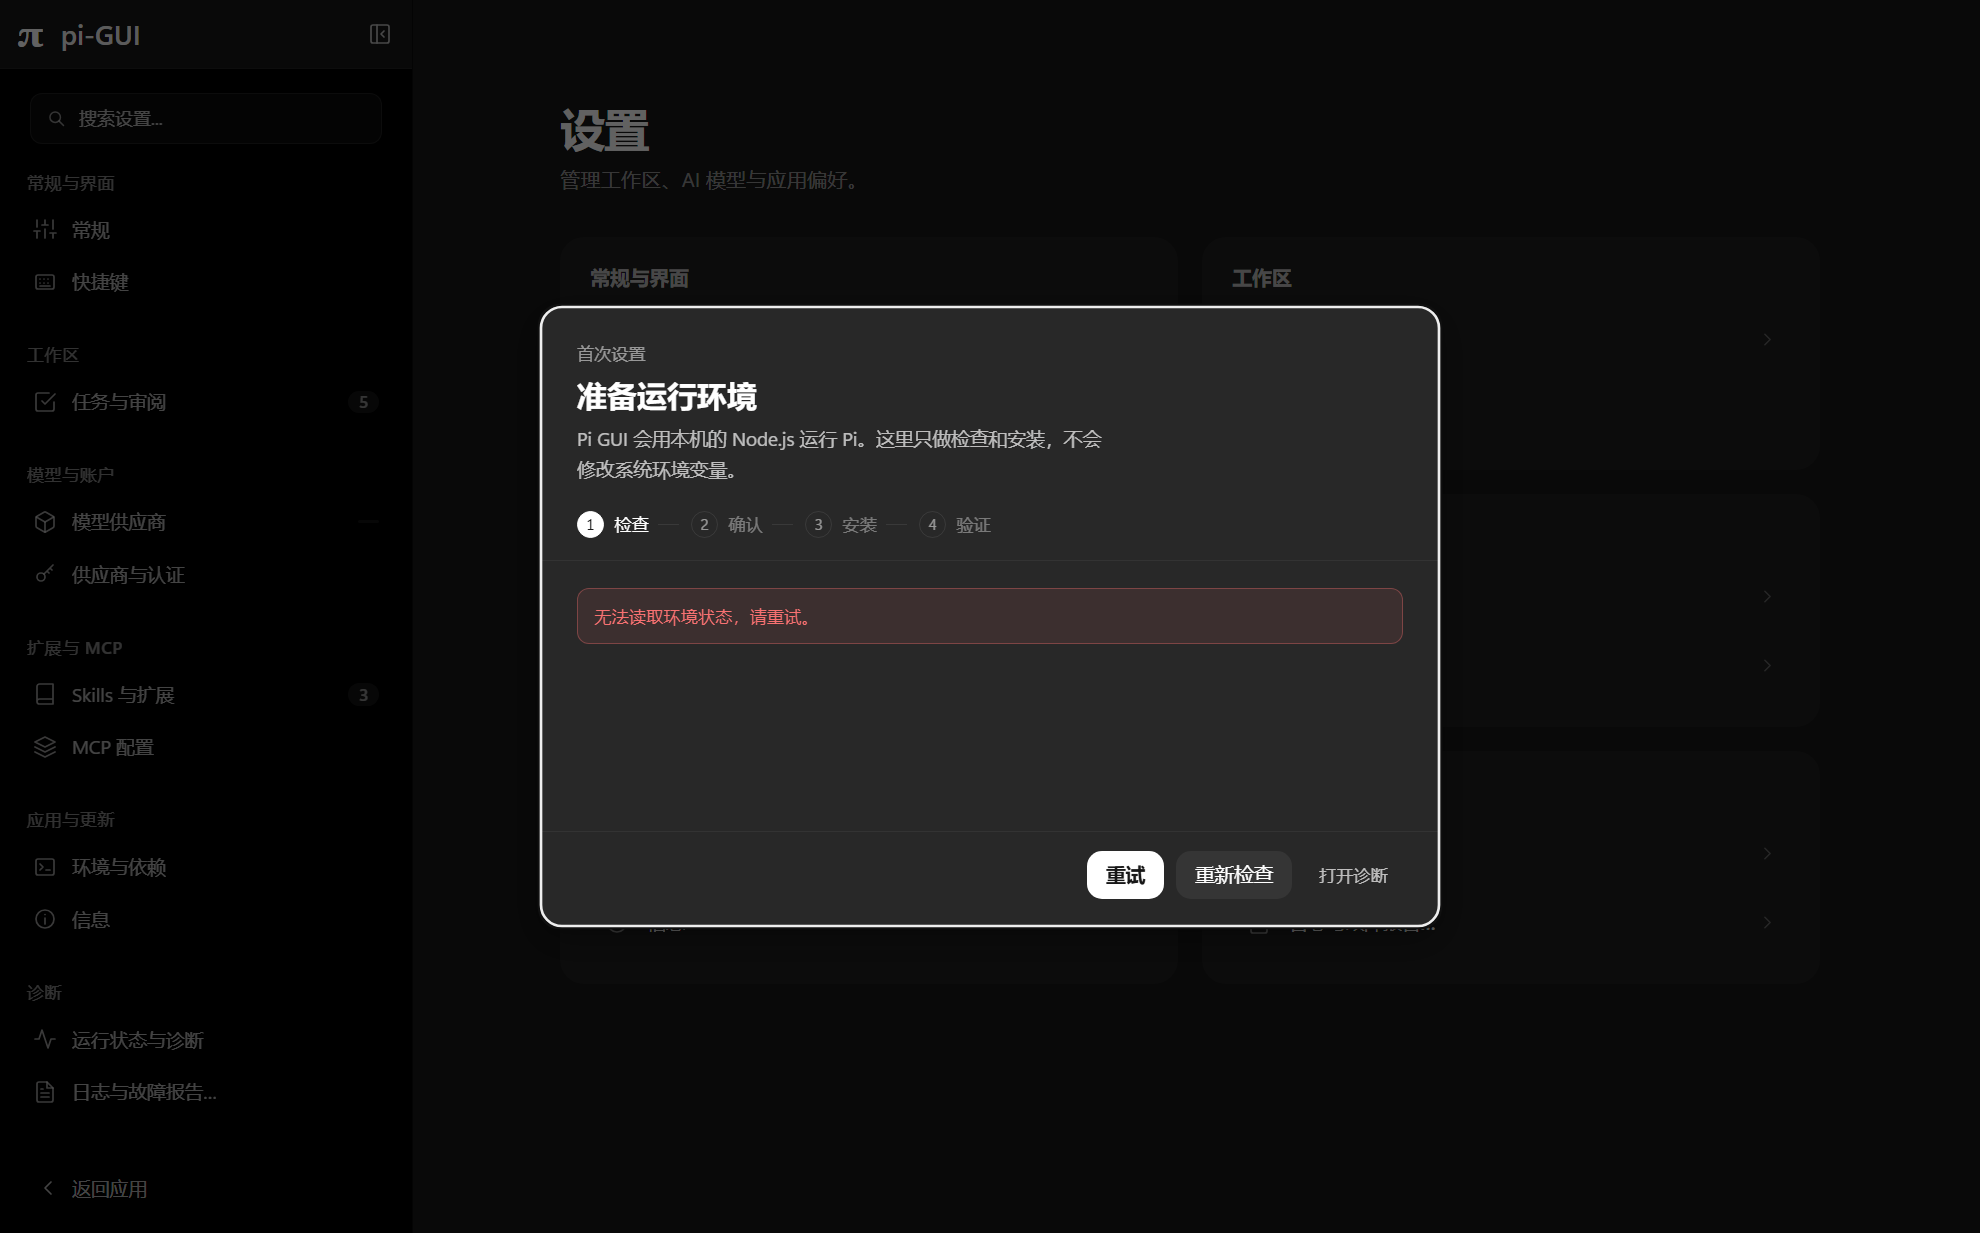 π pi-GUI
搜索设置...
常规与界面
常规
快捷键
工作区
任务与审阅 5
模型与账户
模型供应商
供应商与认证
扩展与 MCP
Skills 与扩展 3
MCP 配置
应用与更新
环境与依赖
信息
诊断
运行状态与诊断
日志与故障报告...
返回应用
设置
管理工作区、AI 模型与应用偏好。
常规与界面
工作区
首次设置
准备运行环境
Pi GUI 会用本机的 Node.js 运行 Pi。这里只做检查和安装，不会
修改系统环境变量。
1 检查 2 确认 3 安装 4 验证
无法读取环境状态，请重试。
重试 重新检查 打开诊断